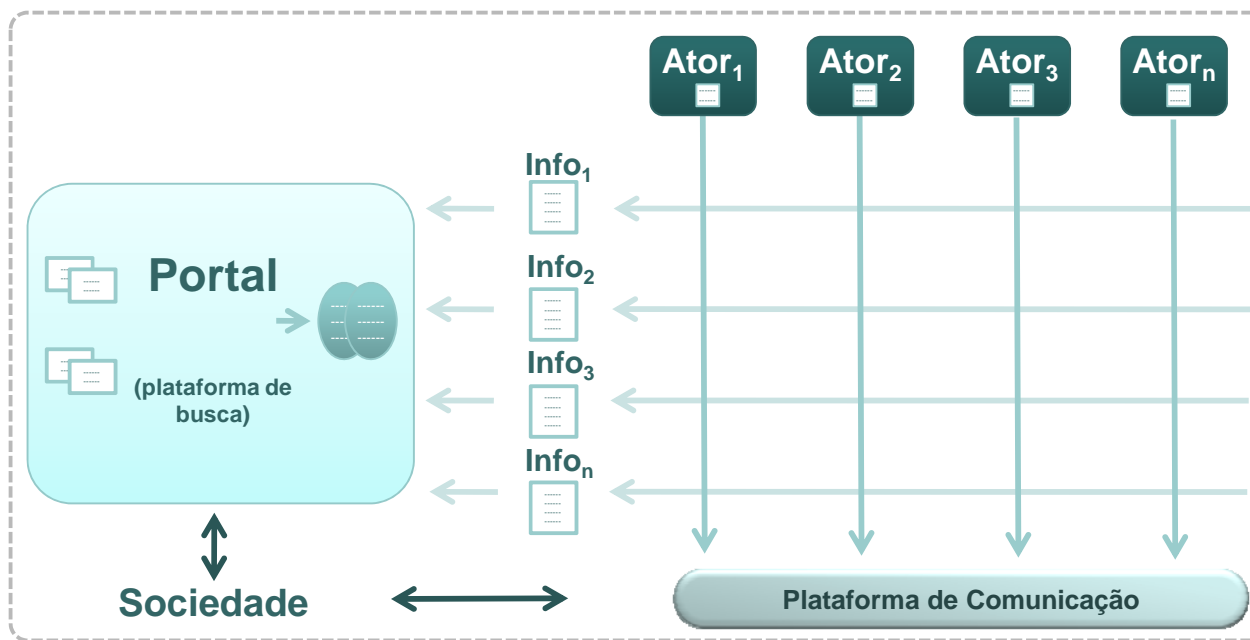 Ator1
Ator2
Ator3
Atorn
Info1
Portal
Info2
Info3
(plataforma de
busca)
Infon
Sociedade
Plataforma de Comunicação